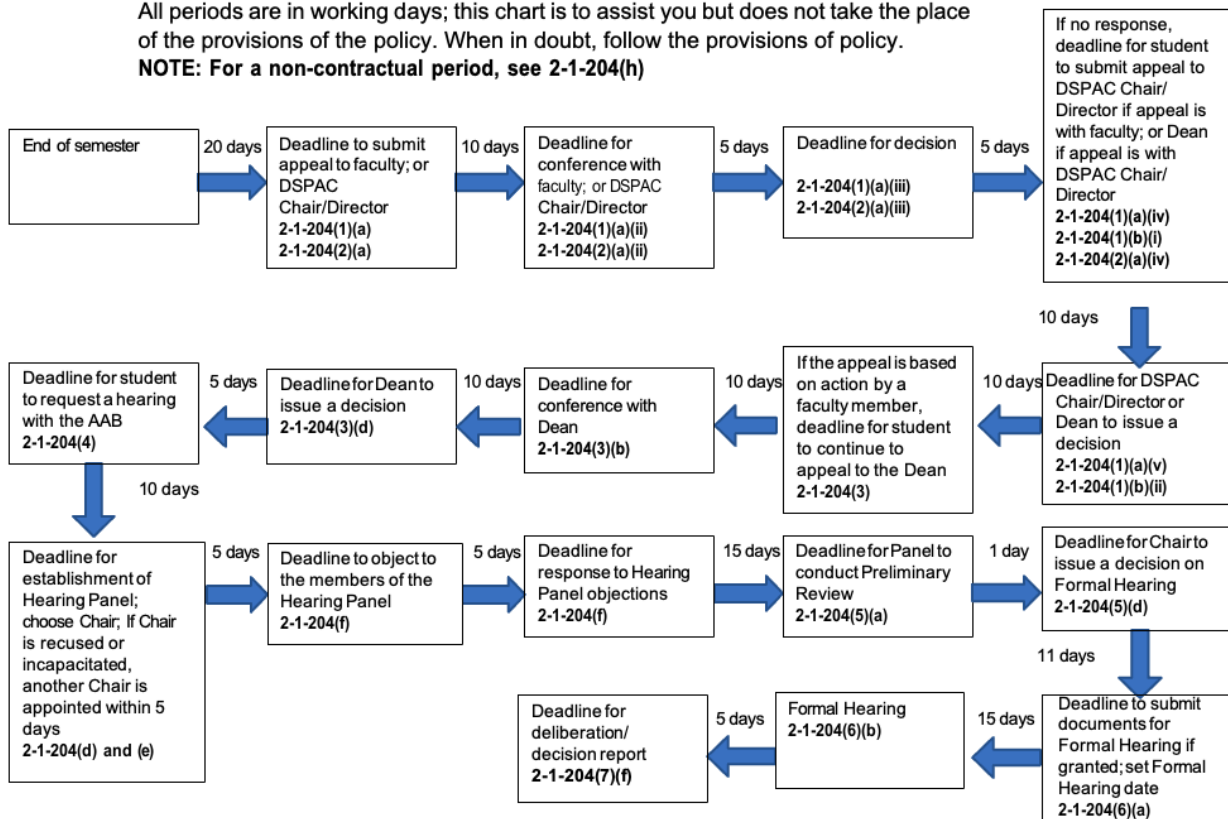 All periods are in working days; this chart is to assist you but does not take the place
of the provisions of the policy. When in doubt, follow the provisions of policy.
NOTE: For a non-contractual period, see 2-1-204(h)
End of semester
20 days
Deadline to submit
appeal to faculty; or
DSPAC
Chair/Director
2-1-204(1)(a)
2-1-204(2)(a)
10 days
Deadline for
conference with
faculty; or DSPAC
Chair/Director
2-1-204(1)(a)(ii)
2-1-204(2)(a)(ii)
5 days
Deadline for decision
2-1-204(1)(a)(iii)
2-1-204(2)(a)(iii)
5 days
If no response,
deadline for student
to submit appeal to
DSPAC Chair/
Director if appeal is
with faculty; or Dean
if appeal is with
DSPAC Chair/
Director
2-1-204(1)(a)(iv)
2-1-204(1)(b)(i)
2-1-204(2)(a)(iv)
10 days
Deadline for DSPAC
Chair/Director or
Dean to issue a
decision
2-1-204(1)(a)(v)
2-1-204(1)(b)(ii)
10 days
If the appeal is based
on action by a
faculty member,
deadline for student
to continue to
appeal to the Dean
2-1-204(3)
10 days
Deadline for
conference with
Dean
2-1-204(3)(b)
10 days
Deadline for Dean to
issue a decision
2-1-204(3)(d)
5 days
Deadline for student
to request a hearing
with the AAB
2-1-204(4)
10 days
Deadline for
establishment of
Hearing Panel;
choose Chair; If Chair
is recused or
incapacitated,
another Chair is
appointed within 5
days
2-1-204(d) and (e)
5 days
Deadline to object to
the members of the
Hearing Panel
2-1-204(f)
5 days
Deadline for
response to Hearing
Panel objections
2-1-204(f)
15 days
Deadline for Panel to
conduct Preliminary
Review
2-1-204(5)(a)
1 day
Deadline for Chair to
issue a decision on
Formal Hearing
2-1-204(5)(d)
11 days
Deadline to submit
documents for
Formal Hearing if
granted; set Formal
Hearing date
2-1-204(6)(a)
15 days
Formal Hearing
2-1-204(6)(b)
5 days
Deadline for
deliberation/
decision report
2-1-204(7)(f)